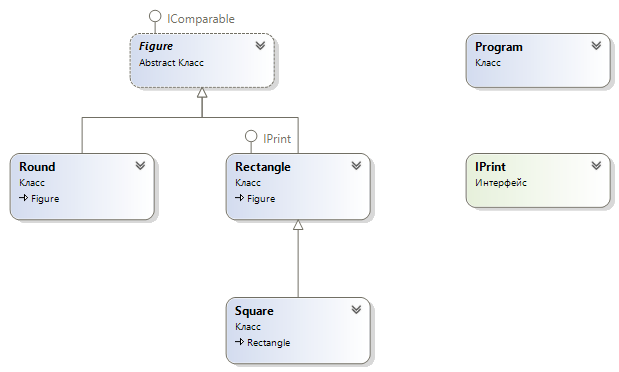 IComparable
Figure
Abstract Класс
Program
Класс
IPrint
Round
Класс
Figure
Rectangle
Класс
Figure
IPrint
Интерфейс
Square
Класс
Rectangle